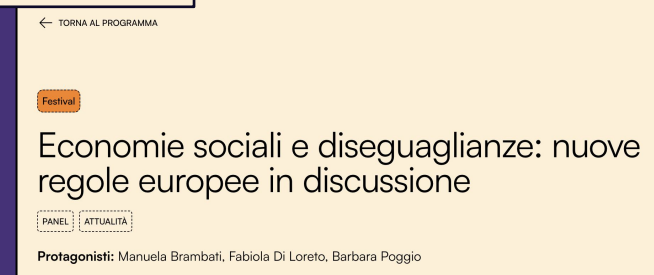 ← TORNA AL PROGRAMMA
Festival
Economie sociali e diseguaglianze: nuove
regole europee in discussione
PANEL ATTUALITÀ
Protagonisti: Manuela Brambati, Fabiola Di Loreto, Barbara Poggio